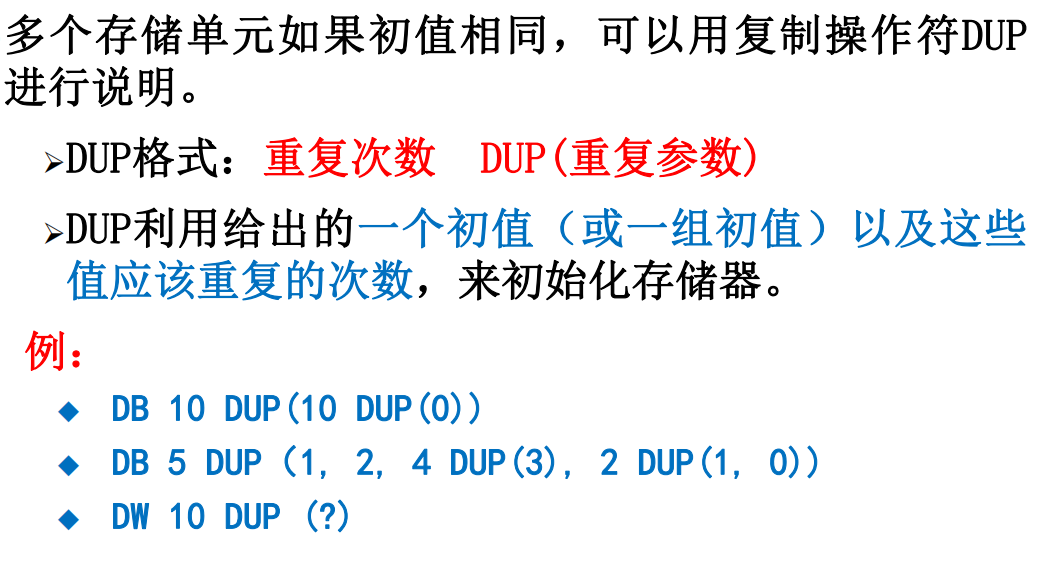 多个存储单元如果初值相同，可以用复制操作符DUP
进行说明。
➢DUP格式：重复次数 DUP(重复参数)
➢DUP利用给出的一个初值（或一组初值）以及这些
值应该重复的次数，来初始化存储器。
例：
◆ DB 10 DUP(10 DUP(0))
◆ DB 5 DUP (1, 2, 4 DUP(3), 2 DUP(1, 0))
◆ DW 10 DUP (?)